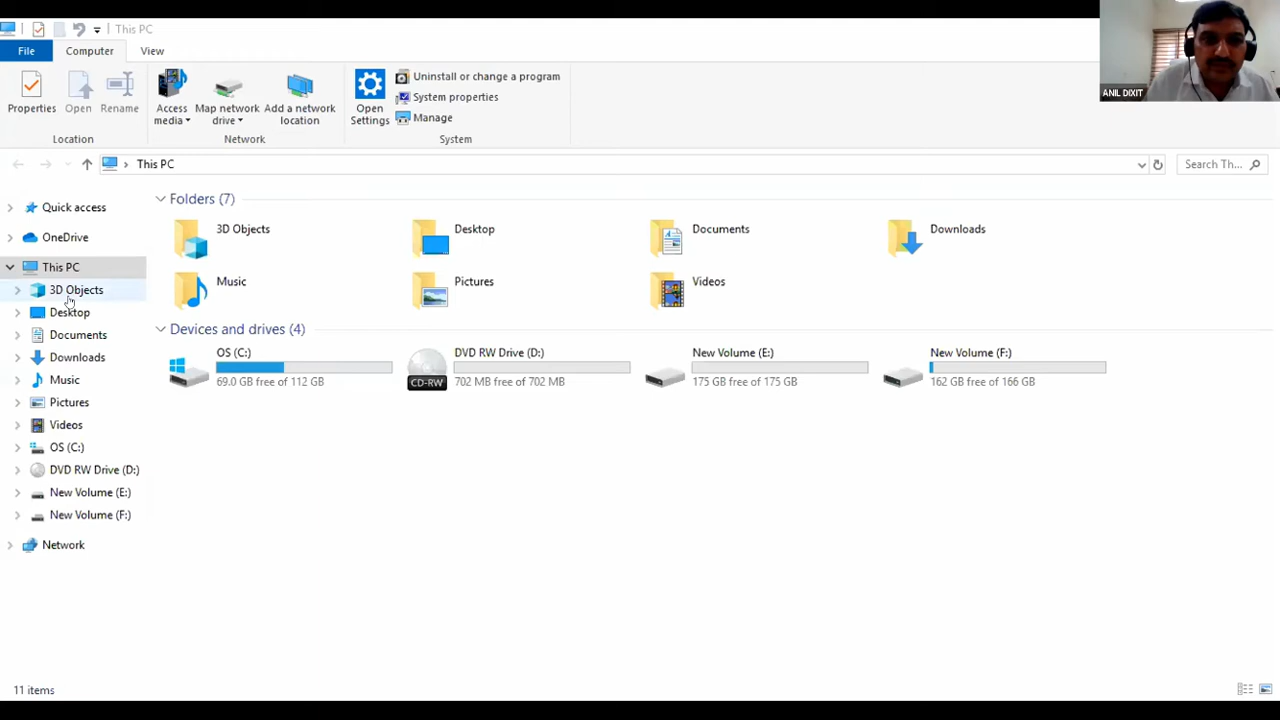 This PC
File Computer View
Properties Open Rename Access media Map network drive Add a network location Open Settings Uninstall or change a program
System properties
Manage
Location Network System
ANIL DIXIT
This PC Search Th...
Quick access
OneDrive
This PC
3D Objects
Desktop
Documents
Downloads
Music
Pictures
Videos
OS (C:)
DVD RW Drive (D:)
New Volume (E:)
New Volume (F:)
Network
Folders (7)
3D Objects Desktop Documents Downloads
Music Pictures Videos
Devices and drives (4)
OS (C:) DVD RW Drive (D:) New Volume (E:) New Volume (F:)
CD-RW
69.0 GB free of 112 GB 702 MB free of 702 MB 175 GB free of 175 GB 162 GB free of 166 GB
11 items